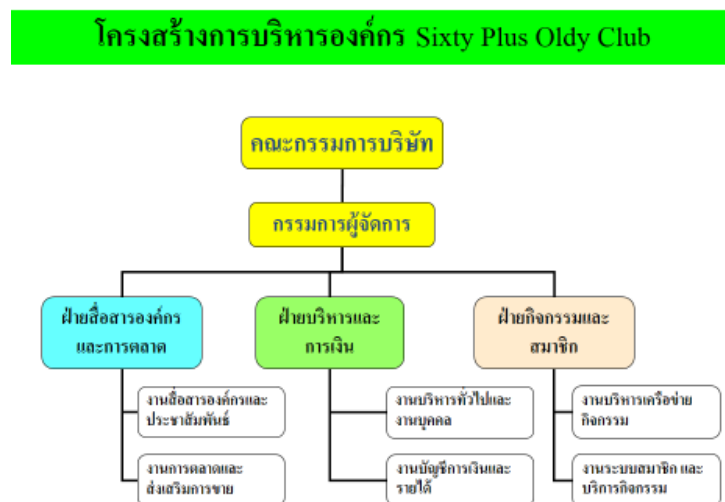 โครงสร้างการบริหารองค์กร Sixty Plus Oldy Club
คณะกรรมการบริษัท
กรรมการผู้จัดการ
ฝ่ายสื่อสารองค์กร
และการตลาด
ฝ่ายบริหารและ
การเงิน
ฝ่ายกิจกรรมและ
สมาชิก
งานสื่อสารองค์กรและ
ประชาสัมพันธ์
งานบริหารทั่วไปและ
งานบุคคล
งานบริหารเครือข่าย
กิจกรรม
งานการตลาดและ
ส่งเสริมการขาย
งานบัญชีการเงินและ
รายได้
งานระบบสมาชิก และ
บริการกิจกรรม